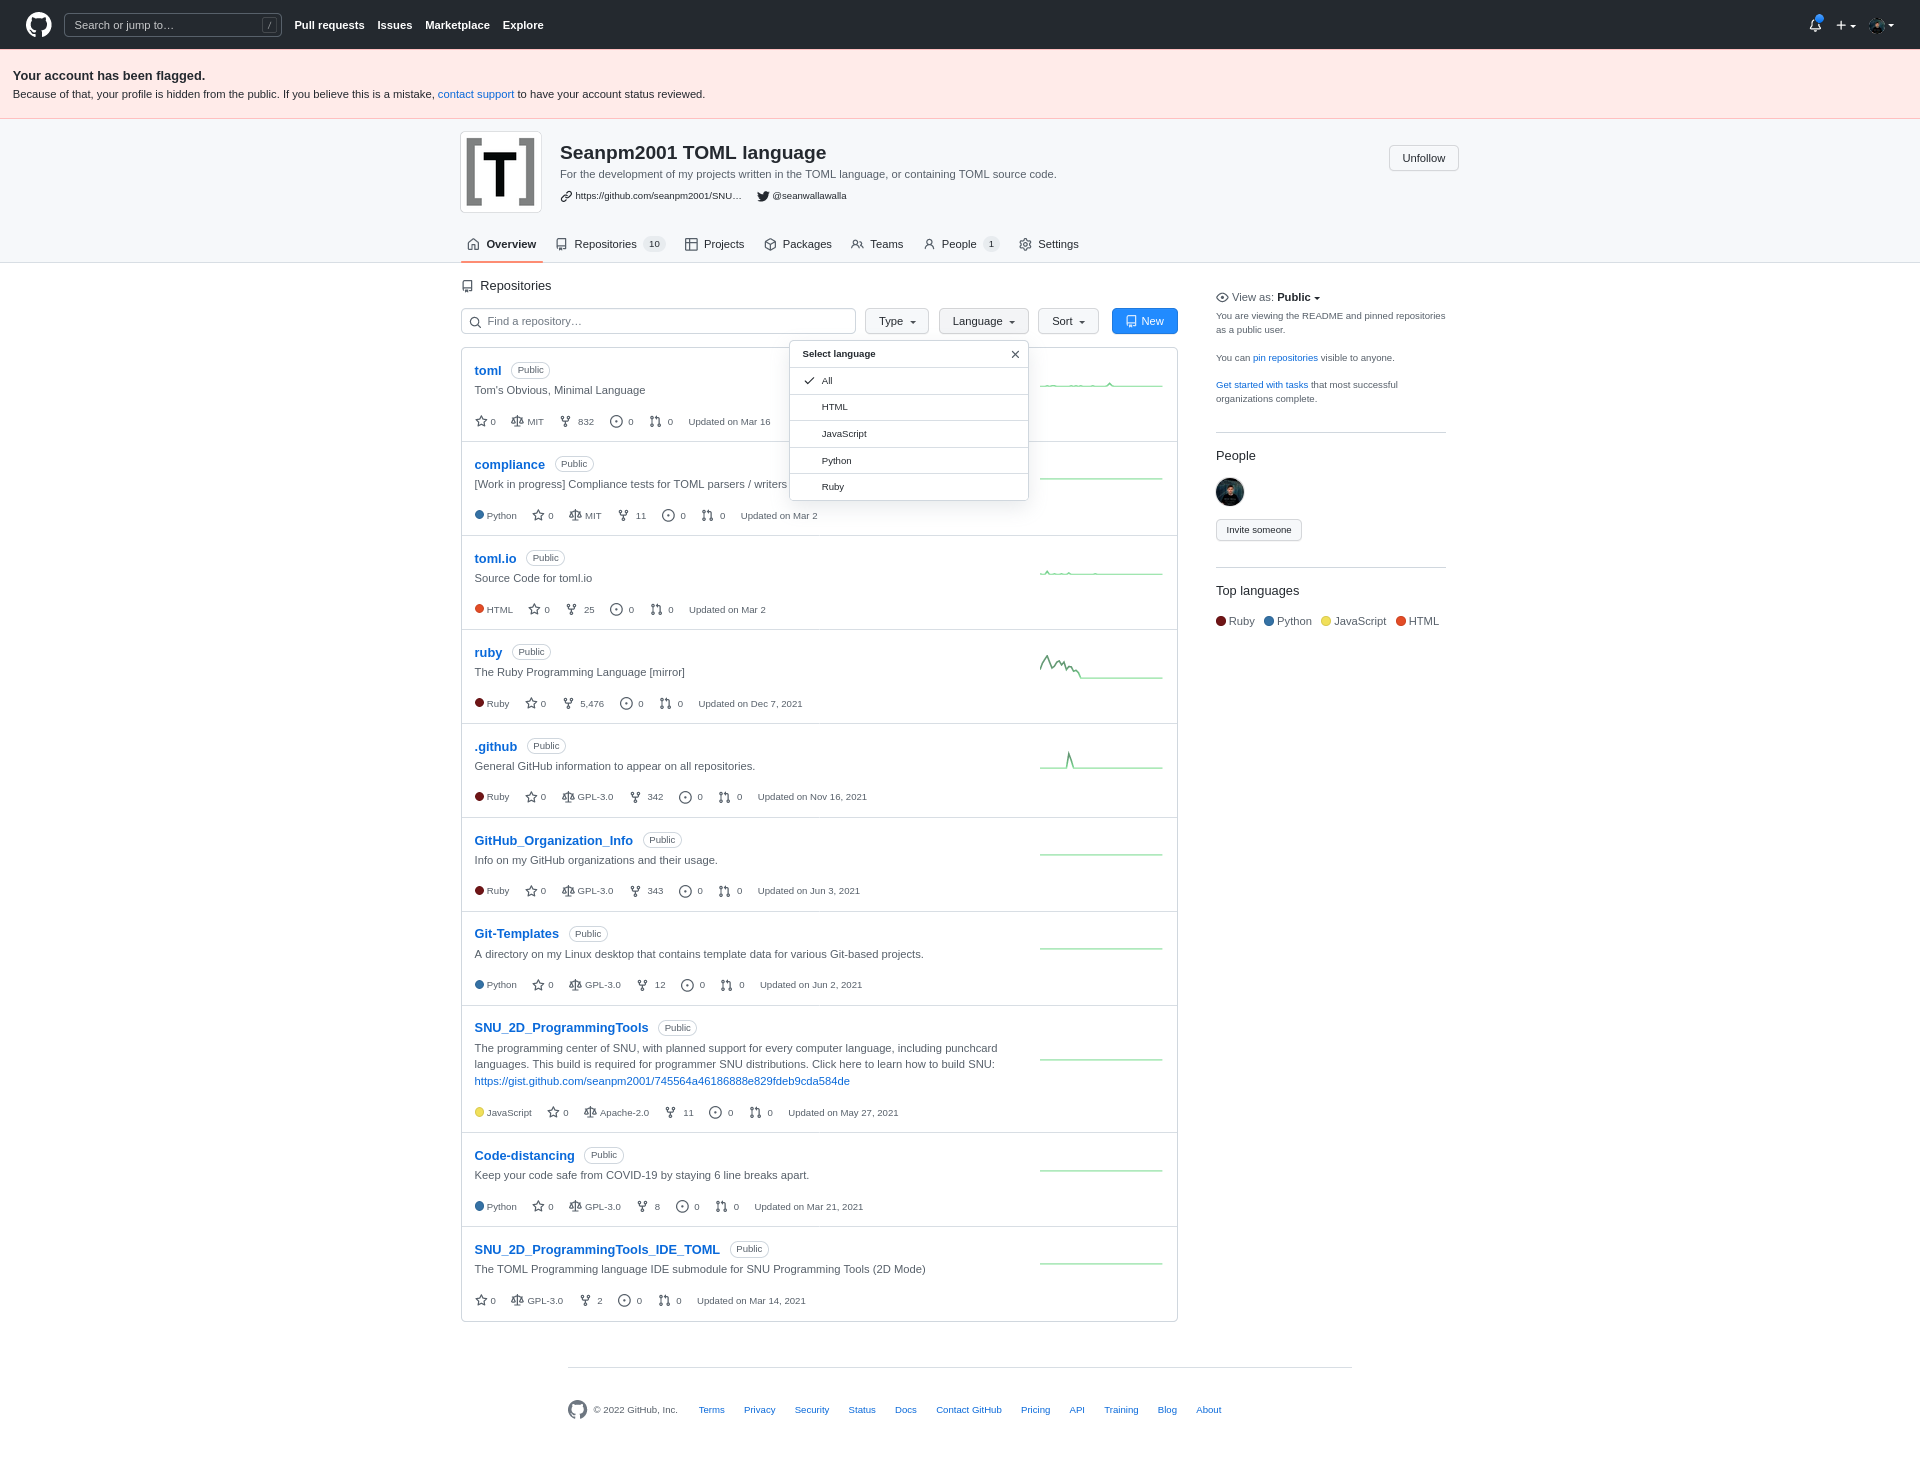 Search or jump to…
/
Pull requests Issues Marketplace Explore
Your account has been flagged.
Because of that, your profile is hidden from the public. If you believe this is a mistake, contact support to have your account status reviewed.
[T]
Seanpm2001 TOML language
Unfollow
For the development of my projects written in the TOML language, or containing TOML source code.
https://github.com/seanpm2001/SNU… @seanwallawalla
Overview Repositories 10 Projects Packages Teams People 1 Settings
Repositories
Find a repository…
Type Language Sort New
Select language
All
HTML
JavaScript
Python
Ruby
toml Public
Tom's Obvious, Minimal Language
0 MIT 832 0 0 Updated on Mar 16
compliance Public
[Work in progress] Compliance tests for TOML parsers / writers
Python 0 MIT 11 0 0 Updated on Mar 2
toml.io Public
Source Code for toml.io
HTML 0 25 0 0 Updated on Mar 2
ruby Public
The Ruby Programming Language [mirror]
Ruby 0 5,476 0 0 Updated on Dec 7, 2021
.github Public
General GitHub information to appear on all repositories.
Ruby 0 GPL-3.0 342 0 0 Updated on Nov 16, 2021
GitHub_Organization_Info Public
Info on my GitHub organizations and their usage.
Ruby 0 GPL-3.0 343 0 0 Updated on Jun 3, 2021
Git-Templates Public
A directory on my Linux desktop that contains template data for various Git-based projects.
Python 0 GPL-3.0 12 0 0 Updated on Jun 2, 2021
SNU_2D_ProgrammingTools Public
The programming center of SNU, with planned support for every computer language, including punchcard
languages. This build is required for programmer SNU distributions. Click here to learn how to build SNU:
https://gist.github.com/seanpm2001/745564a46186888e829fdeb9cda584de
JavaScript 0 Apache-2.0 11 0 0 Updated on May 27, 2021
Code-distancing Public
Keep your code safe from COVID-19 by staying 6 line breaks apart.
Python 0 GPL-3.0 8 0 0 Updated on Mar 21, 2021
SNU_2D_ProgrammingTools_IDE_TOML Public
The TOML Programming language IDE submodule for SNU Programming Tools (2D Mode)
0 GPL-3.0 2 0 0 Updated on Mar 14, 2021
View as: Public
You are viewing the README and pinned repositories
as a public user.
You can pin repositories visible to anyone.
Get started with tasks that most successful
organizations complete.
People
Invite someone
Top languages
Ruby Python JavaScript HTML
© 2022 GitHub, Inc. Terms Privacy Security Status Docs Contact GitHub Pricing API Training Blog About